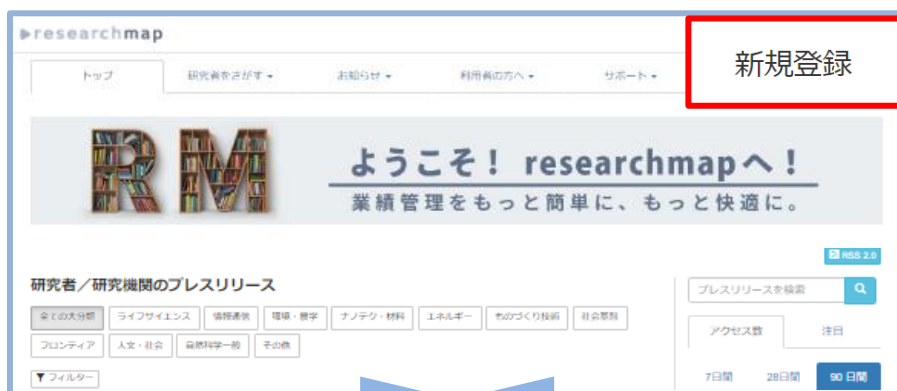 researchmap
新規登録
トップ 研究者をさがす お知らせ 利用者の方へ サポート
RM
ようこそ! researchmapへ!
業績管理をもっと簡単に、もっと快適に。
RSS 2.0
研究者/研究機関のプレスリリース
プレスリリースを検索
全ての大分類 ライフサイエンス 情報通信 環境・農学 ナノテク・材料 エネルギー ものづくり技術 社会基盤
アクセス数 注目
フロンティア 人文・社会 自然科学一般 その他
フィルター
7日間 28日間 90 日間